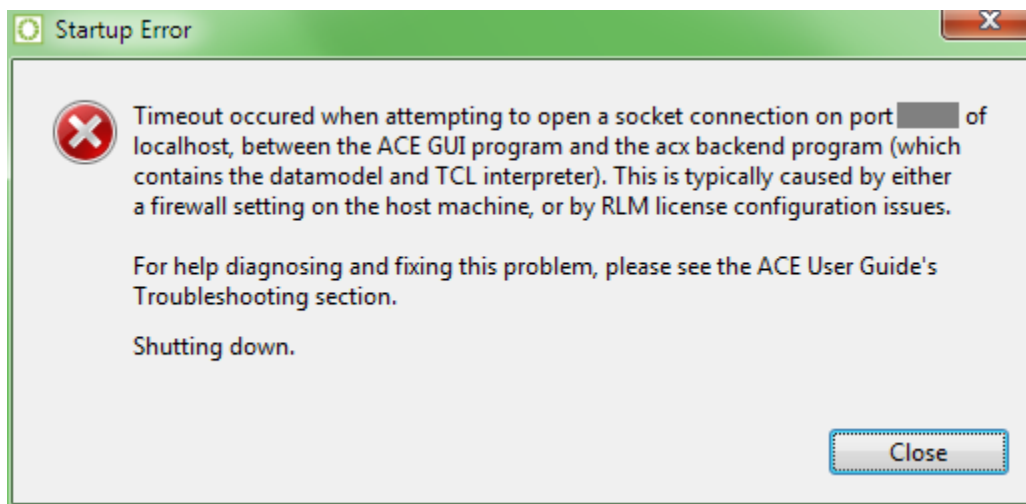 Startup Error
Timeout occured when attempting to open a socket connection on port of
localhost, between the ACE GUI program and the acx backend program (which
contains the datamodel and TCL interpreter). This is typically caused by either
a firewall setting on the host machine, or by RLM license configuration issues.
For help diagnosing and fixing this problem, please see the ACE User Guide's
Troubleshooting section.
Shutting down.
Close